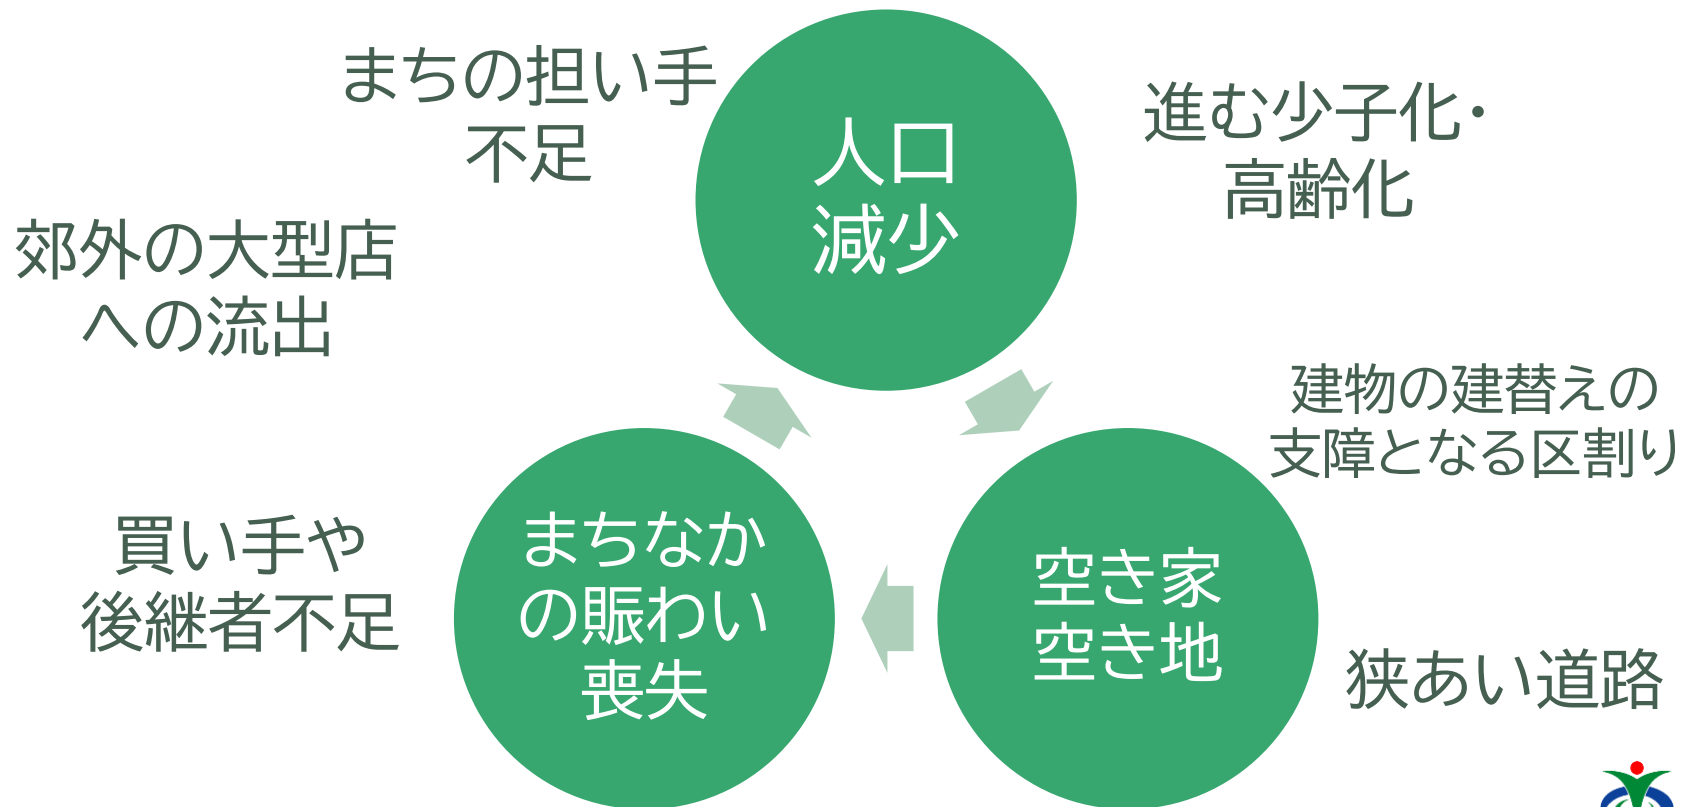 まちの担い手
不足
人口
減少
進む少子化・
高齢化
郊外の大型店
への流出
建物の建替えの
支障となる区割り
買い手や
後継者不足
まちなか
の賑わい
喪失
空き家
空き地
狭あい道路